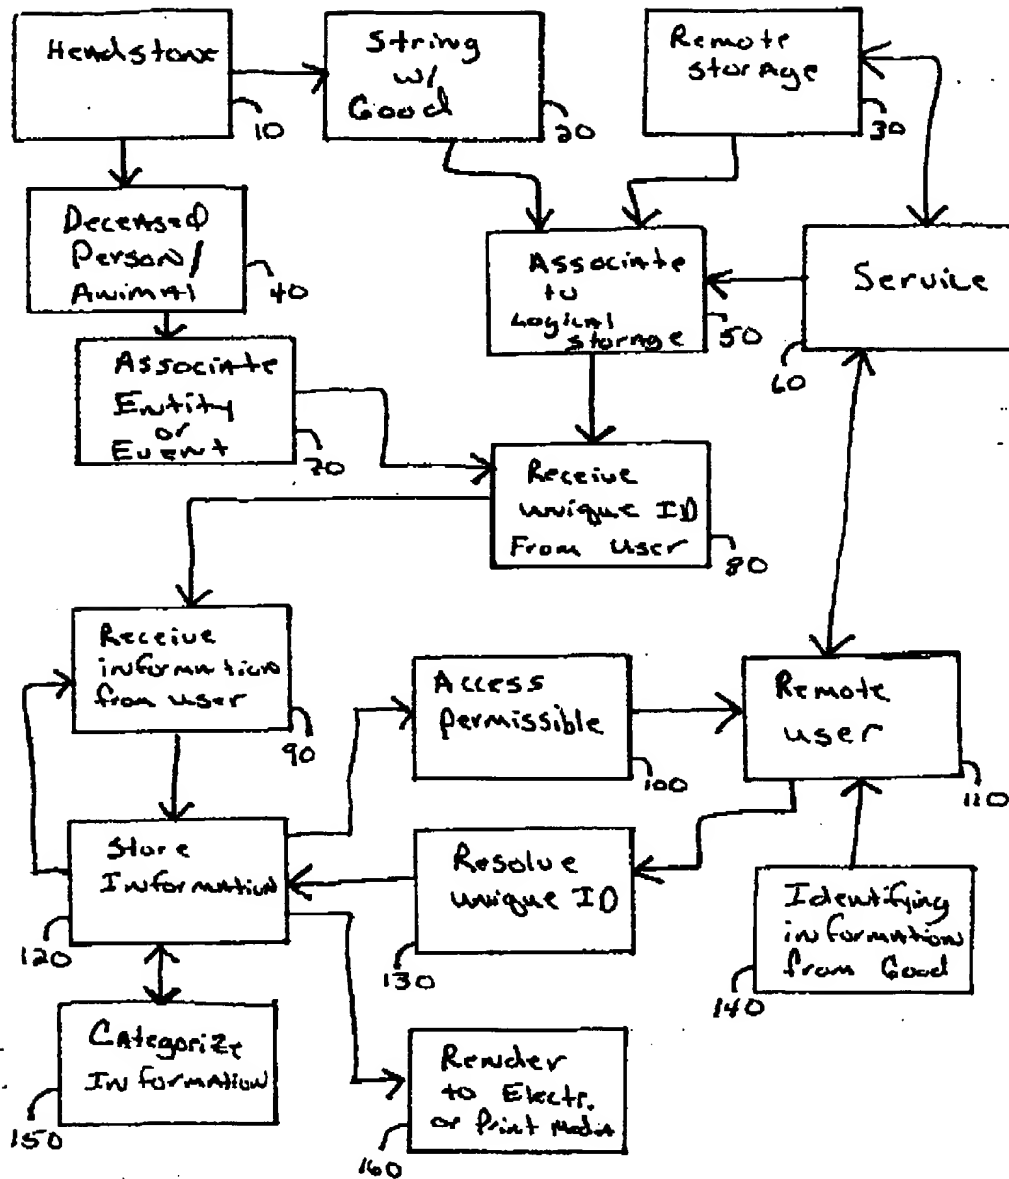 Headstone
10
String
w/
Good
20
Remote
storage
30
Deceased
Person/
Animal
40
Associate
to
Logical
storage
50
Service
60
Associate
Entity
or
Event
70
Receive
unique ID
From user
80
Receive
information
from user
90
Access
permissible
100
Remote
user
110
Store
Information
120
Resolve
unique ID
130
Identifying
information
from Good
140
Categorize
Information
150
Render
to Electr.
or Print Media
160